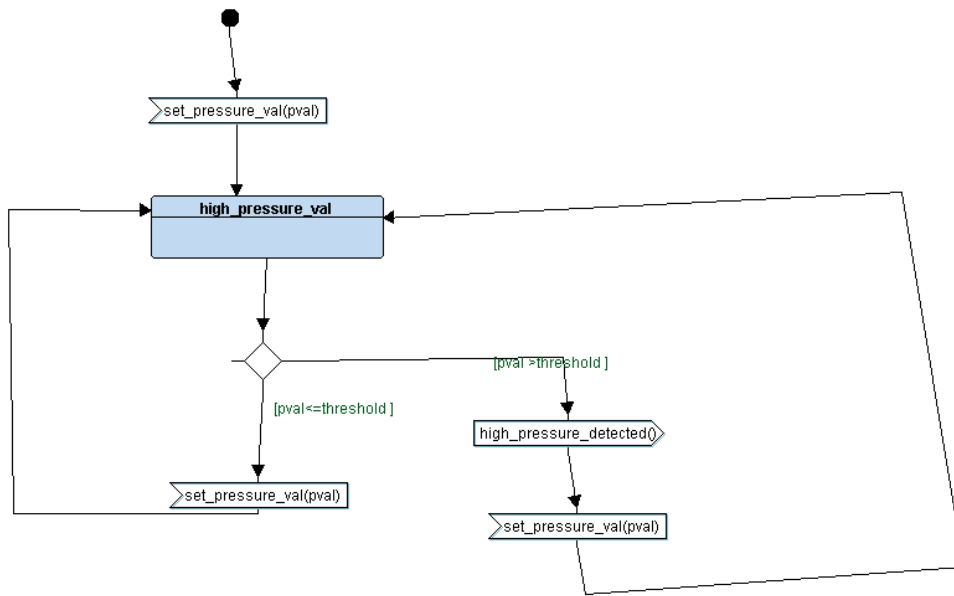 set_pressure_val(pval)
high_pressure_val
[pval >threshold ]
[pval<=threshold ]
high_pressure_detected()
set_pressure_val(pval)
set_pressure_val(pval)